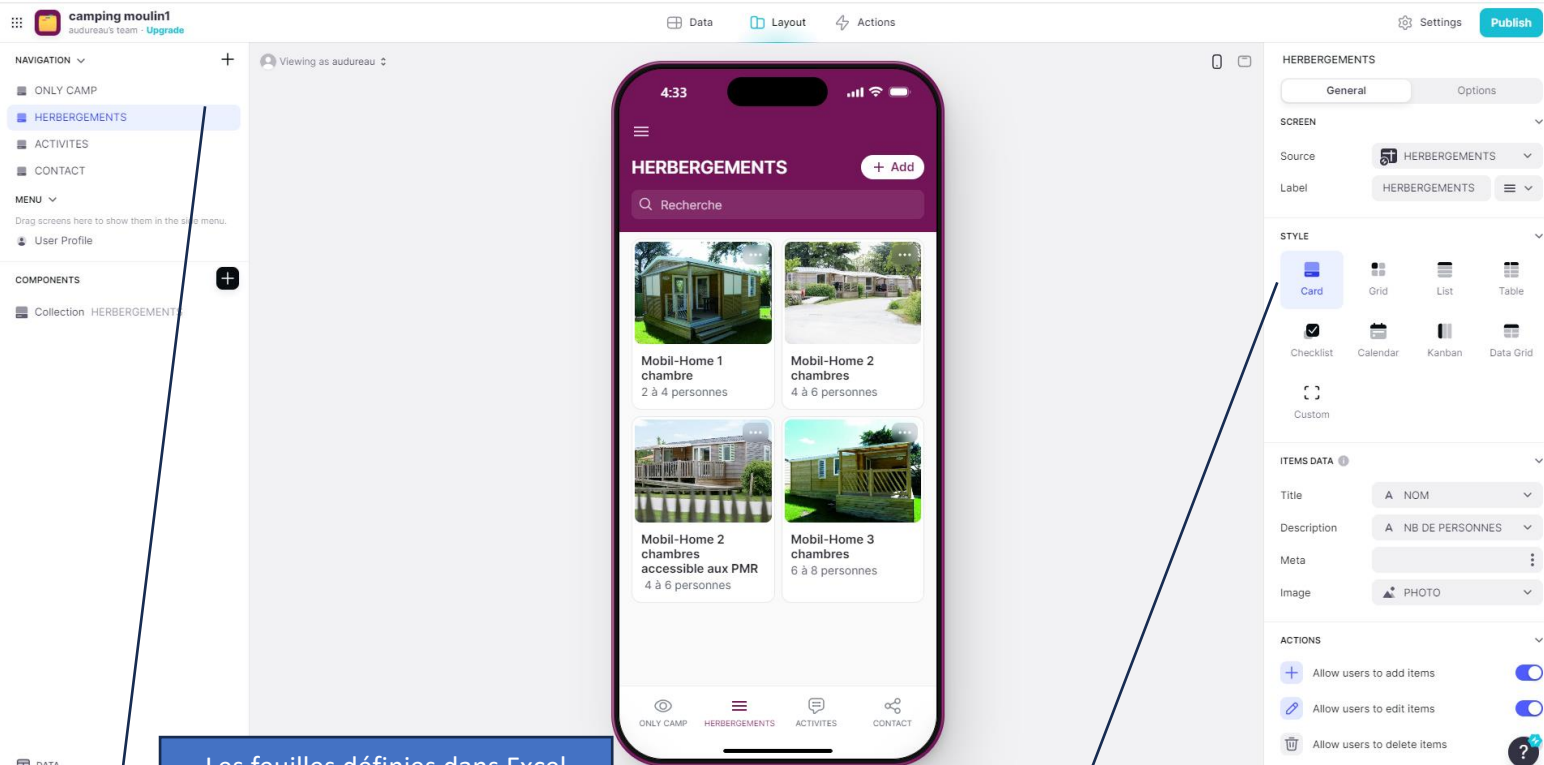 camping moulin1
audureau's team - Upgrade
Data
Layout
Actions
Settings
Publish
NAVIGATION
ONLY CAMP
HERBERGEMENTS
ACTIVITES
CONTACT
MENU
Drag screens here to show them in the side menu.
User Profile
COMPONENTS
Collection HERBERGEMENTS
DATA
Viewing as audureau
4:33
HERBERGEMENTS
+ Add
Recherche
Mobil-Home 1
chambre
2 à 4 personnes
Mobil-Home 2
chambres
4 à 6 personnes
Mobil-Home 2
chambres
accessible aux PMR
4 à 6 personnes
Mobil-Home 3
chambres
6 à 8 personnes
ONLY CAMP
HERBERGEMENTS
ACTIVITES
CONTACT
Les feuilles définies dans Excel
HERBERGEMENTS
General
Options
SCREEN
Source
HERBERGEMENTS
Label
HERBERGEMENTS
STYLE
Card
Grid
List
Table
Checklist
Calendar
Kanban
Data Grid
Custom
ITEMS DATA
Title
A NOM
Description
A NB DE PERSONNES
Meta
Image
PHOTO
ACTIONS
Allow users to add items
Allow users to edit items
Allow users to delete items
?